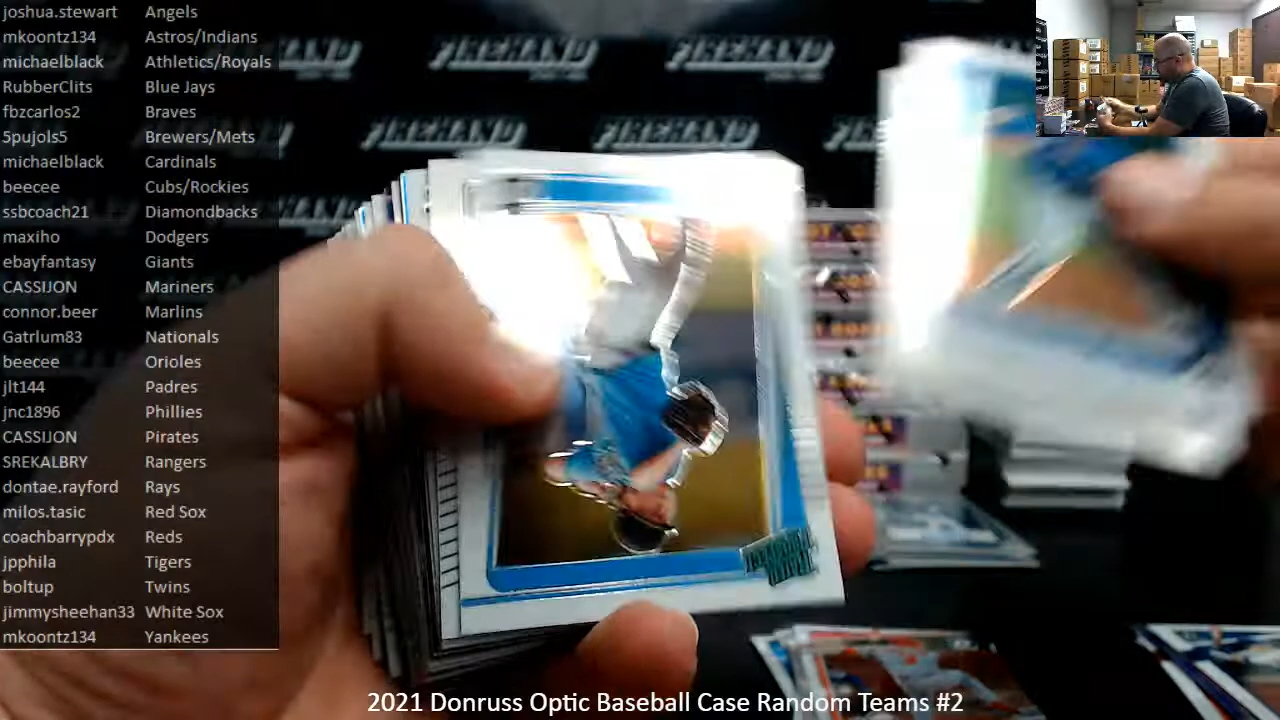 joshua.stewart Angels
mkoontz134 Astros/Indians
michaelblack Athletics/Royals
RubberClits Blue Jays
fbzcarlos2 Braves
5pujols5 Brewers/Mets
michaelblack Cardinals
beecee Cubs/Rockies
ssbcoach21 Diamondbacks
maxiho Dodgers
ebayfantasy Giants
CASSIJON Mariners
connor.beer Marlins
Gatrlum83 Nationals
beecee Orioles
jlt144 Padres
jnc1896 Phillies
CASSIJON Pirates
SREKALBRY Rangers
dontae.rayford Rays
milos.tasic Red Sox
coachbarrypdx Reds
jpphila Tigers
boltup Twins
jimmysheehan33 White Sox
mkoontz134 Yankees
FIREHAND
FIREHAND
FIREHAND
FIREHAND
2021 Donruss Optic Baseball Case Random Teams #2